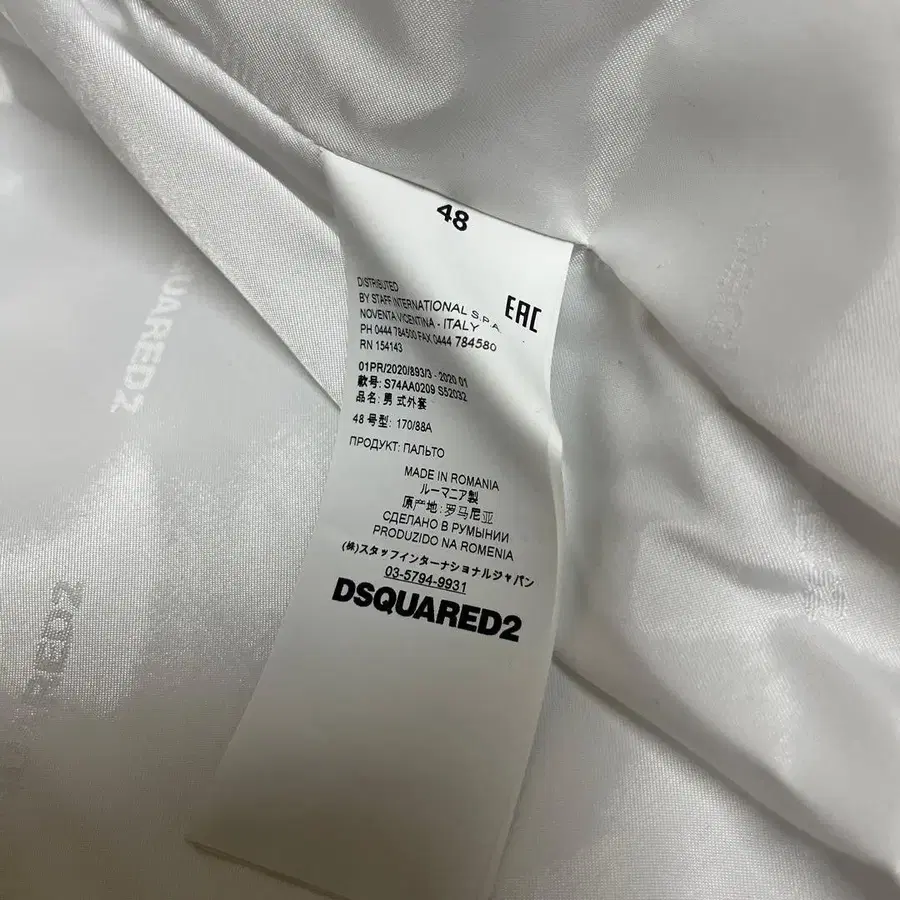 48
DISTRIBUTED
BY STAFF INTERNATIONAL S.P.A.
NOVENTA VICENTINA - ITALY
PH 0444 784500 FAX 0444 784580
RN 154143
EAC
01PR/2020/893/3 - 2020 01
款号: S74AA0209 S52032
品名: 男式外套
48 号型: 170/88A
ПРОДУКТ: ПАЛЬТО
MADE IN ROMANIA
ルーマニア製
原产地: 罗马尼亚
СДЕЛАНО В РУМЫНИИ
PRODUZIDO NA ROMENIA
(株)スタッフインターナショナルジャパン
03-5794-9931
DSQUARED2
SQUARED2